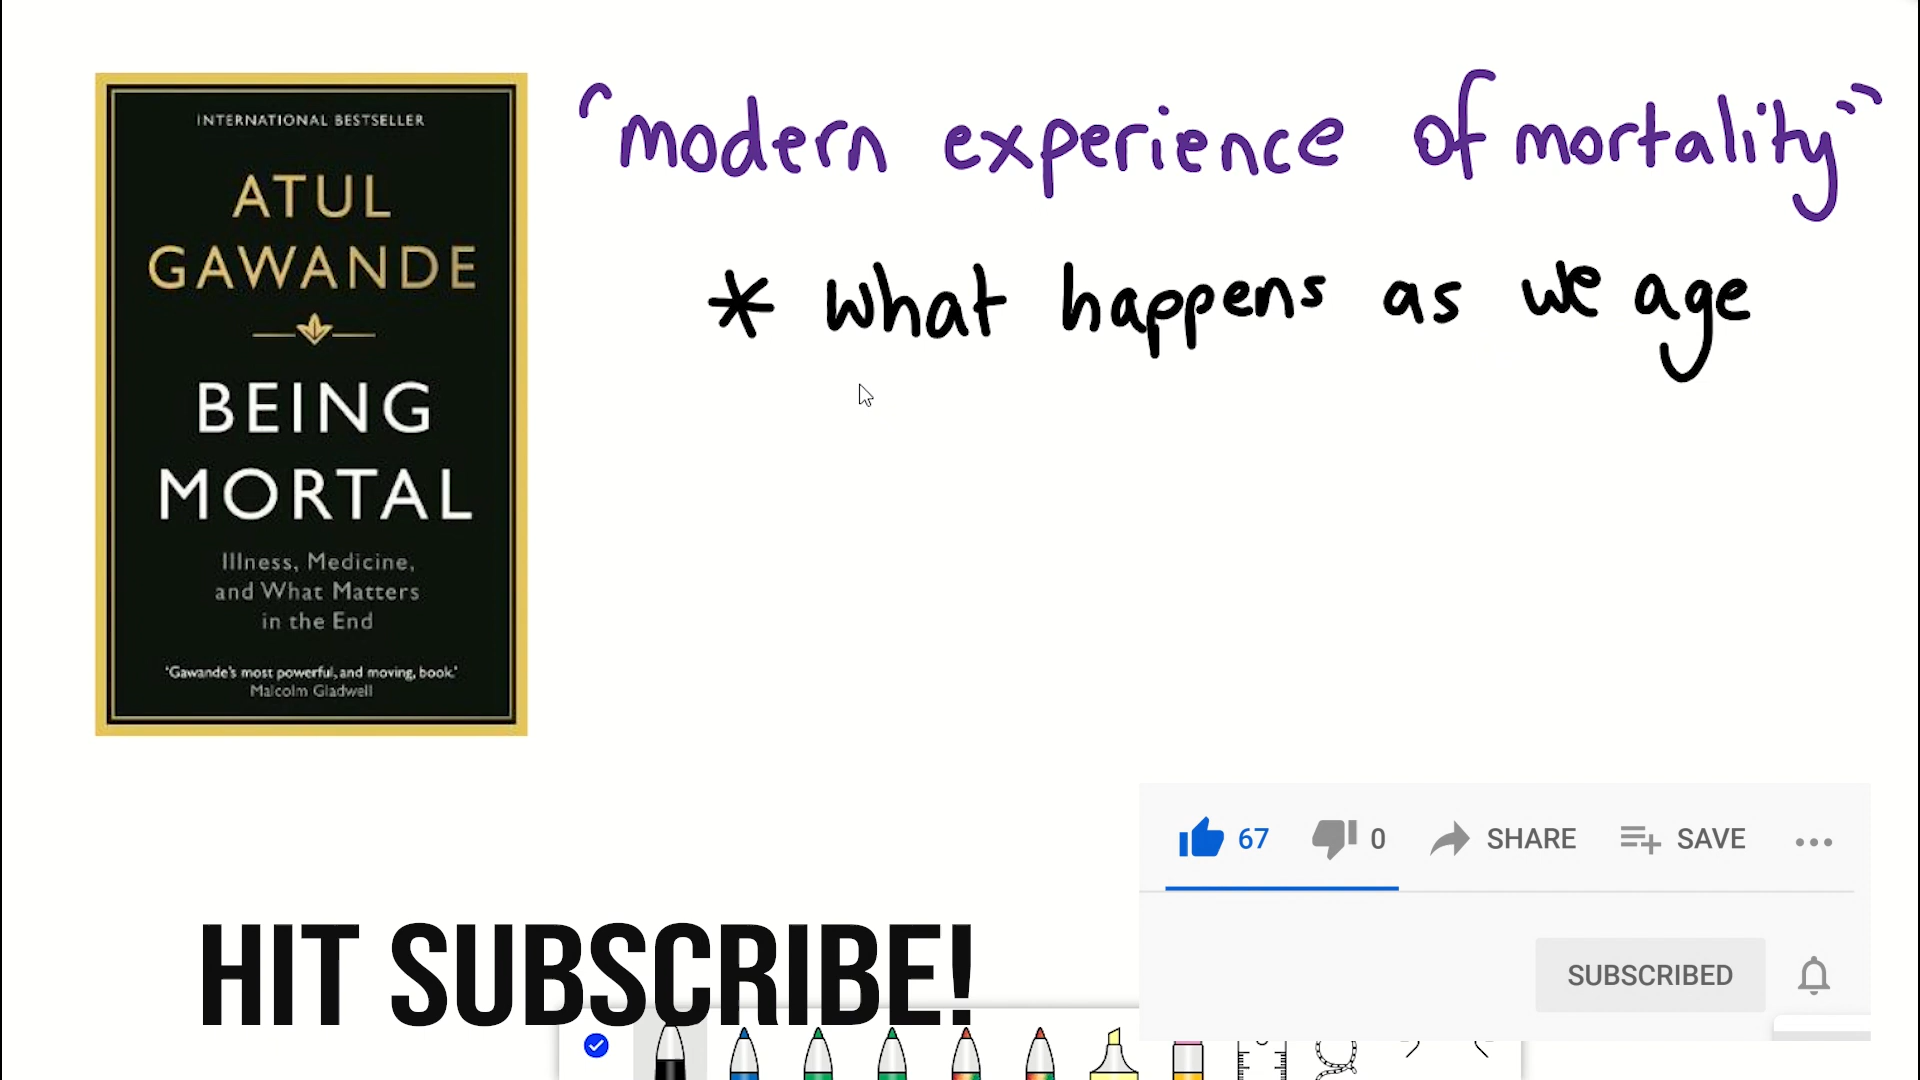 INTERNATIONAL BESTSELLER
ATUL
GAWANDE
BEING
MORTAL
Illness, Medicine,
and What Matters
in the End
'Gawande's most powerful, and moving, book.'
Malcolm Gladwell
"modern experience of mortality"
* what happens as we age
67 0 SHARE SAVE
SUBSCRIBED
HIT SUBSCRIBE!